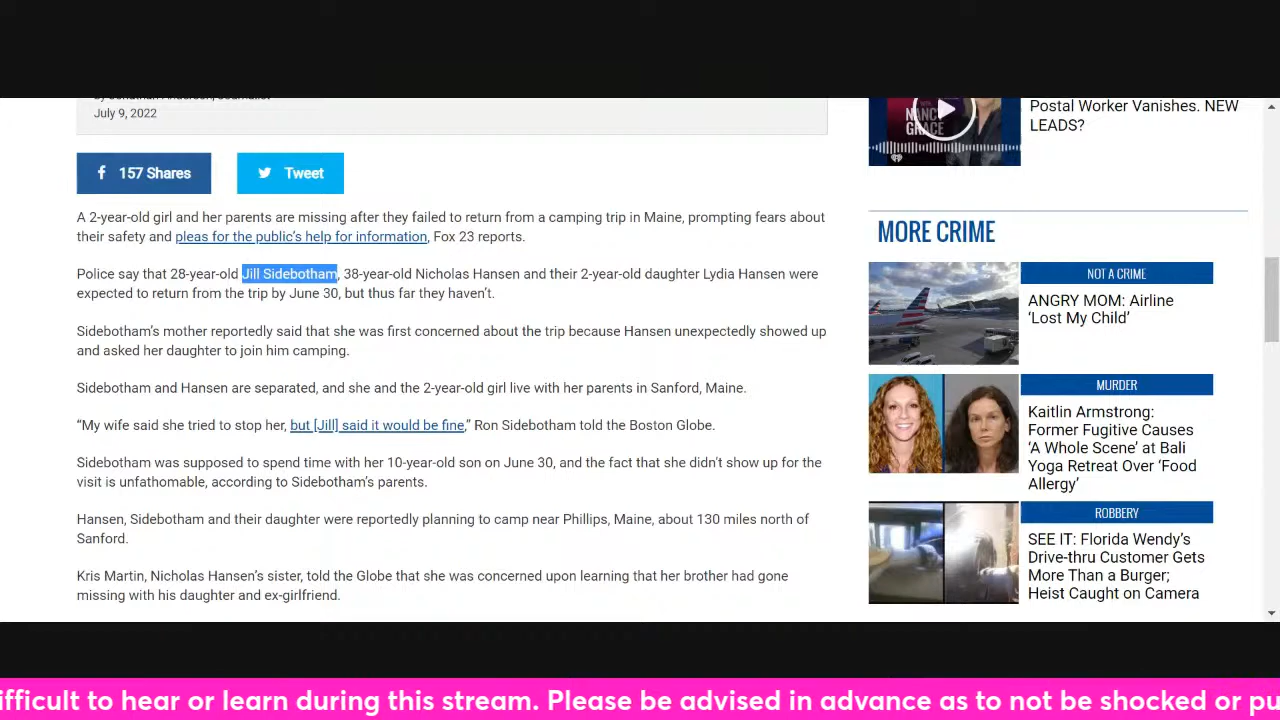 July 9, 2022
157 Shares
Tweet
A 2-year-old girl and her parents are missing after they failed to return from a camping trip in Maine, prompting fears about
their safety and pleas for the public's help for information, Fox 23 reports.
Police say that 28-year-old Jill Sidebotham, 38-year-old Nicholas Hansen and their 2-year-old daughter Lydia Hansen were
expected to return from the trip by June 30, but thus far they haven't.
Sidebotham's mother reportedly said that she was first concerned about the trip because Hansen unexpectedly showed up
and asked her daughter to join him camping.
Sidebotham and Hansen are separated, and she and the 2-year-old girl live with her parents in Sanford, Maine.
“My wife said she tried to stop her, but [Jill] said it would be fine,” Ron Sidebotham told the Boston Globe.
Sidebotham was supposed to spend time with her 10-year-old son on June 30, and the fact that she didn't show up for the
visit is unfathomable, according to Sidebotham's parents.
Hansen, Sidebotham and their daughter were reportedly planning to camp near Phillips, Maine, about 130 miles north of
Sanford.
Kris Martin, Nicholas Hansen's sister, told the Globe that she was concerned upon learning that her brother had gone
missing with his daughter and ex-girlfriend.
NANCY
GRACE
Postal Worker Vanishes. NEW
LEADS?
MORE CRIME
NOT A CRIME
ANGRY MOM: Airline
‘Lost My Child’
MURDER
Kaitlin Armstrong:
Former Fugitive Causes
‘A Whole Scene’ at Bali
Yoga Retreat Over ‘Food
Allergy’
ROBBERY
SEE IT: Florida Wendy’s
Drive-thru Customer Gets
More Than a Burger;
Heist Caught on Camera
ifficult to hear or learn during this stream. Please be advised in advance as to not be shocked or pu